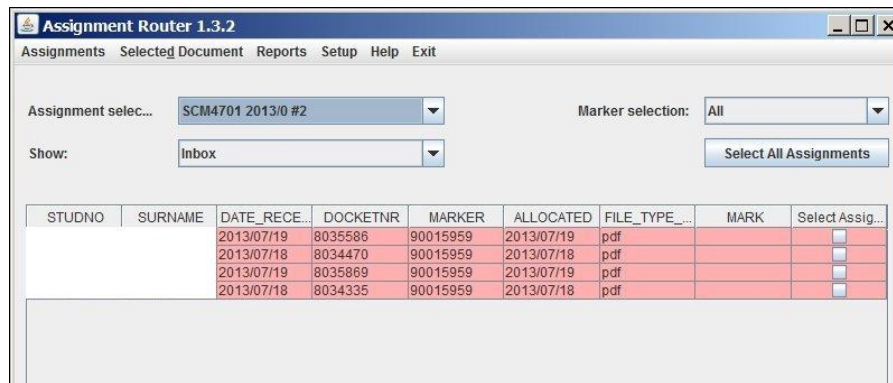 Assignment Router 1.3.2
Assignments Selected Document Reports Setup Help Exit
Assignment selec... SCM4701 2013/0 #2 Marker selection: All
Show: Inbox Select All Assignments
STUDNO SURNAME DATE_RECE... DOCKETNR MARKER ALLOCATED FILE_TYPE_... MARK Select Assig...
2013/07/19 8035586 90015959 2013/07/19 pdf
2013/07/18 8034470 90015959 2013/07/18 pdf
2013/07/19 8035869 90015959 2013/07/19 pdf
2013/07/18 8034335 90015959 2013/07/18 pdf